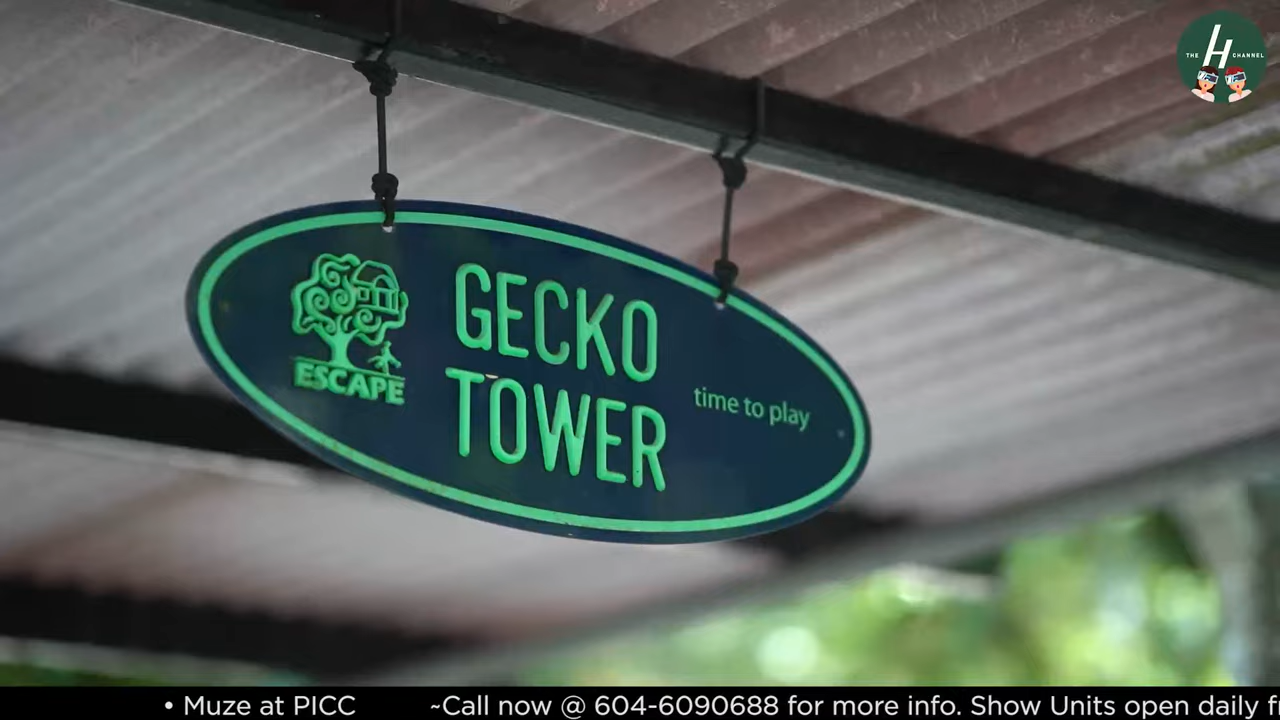 THE H CHANNEL
GECKO
TOWER
time to play
ESCAPE
• Muze at PICC ~Call now @ 604-6090688 for more info. Show Units open daily f